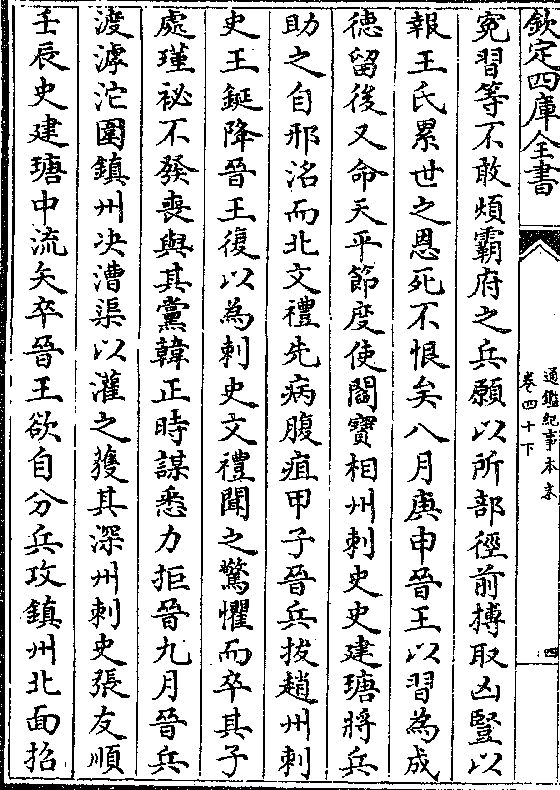 欽定四庫全書
通鑑紀事本末
卷四十下
四
寃習等不敢煩霸府之兵願以所部徑前搏取凶豎以
報王氏累世之恩死不恨矣八月庚申晉王以習為成
徳留後又命天平節度使閻寶相州刺史史建瑭將兵
助之自邢洺而北文禮先病腹疽甲子晉兵拔趙州刺
史王鋋降晉王復以為刺史文禮聞之驚懼而卒其子
處瑾祕不發喪與其黨韓正時謀悉力拒晉九月晉兵
渡滹沱圍鎮州决漕渠以灌之獲其深州刺史張友順
壬辰史建瑭中流矢卒晉王欲自分兵攻鎮州北面招